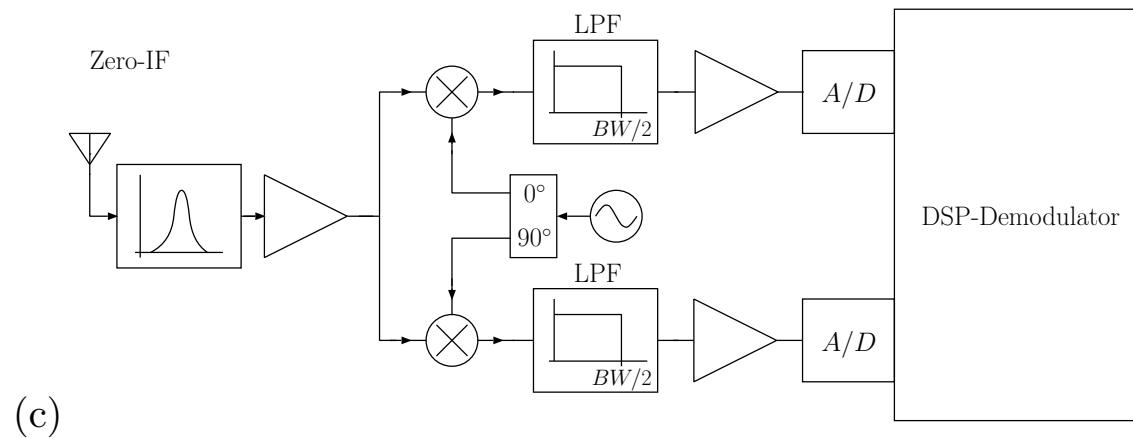 LPF
Zero-IF
A/D
BW/2
0°
DSP-Demodulator
90°
LPF
A/D
BW/2
(c)